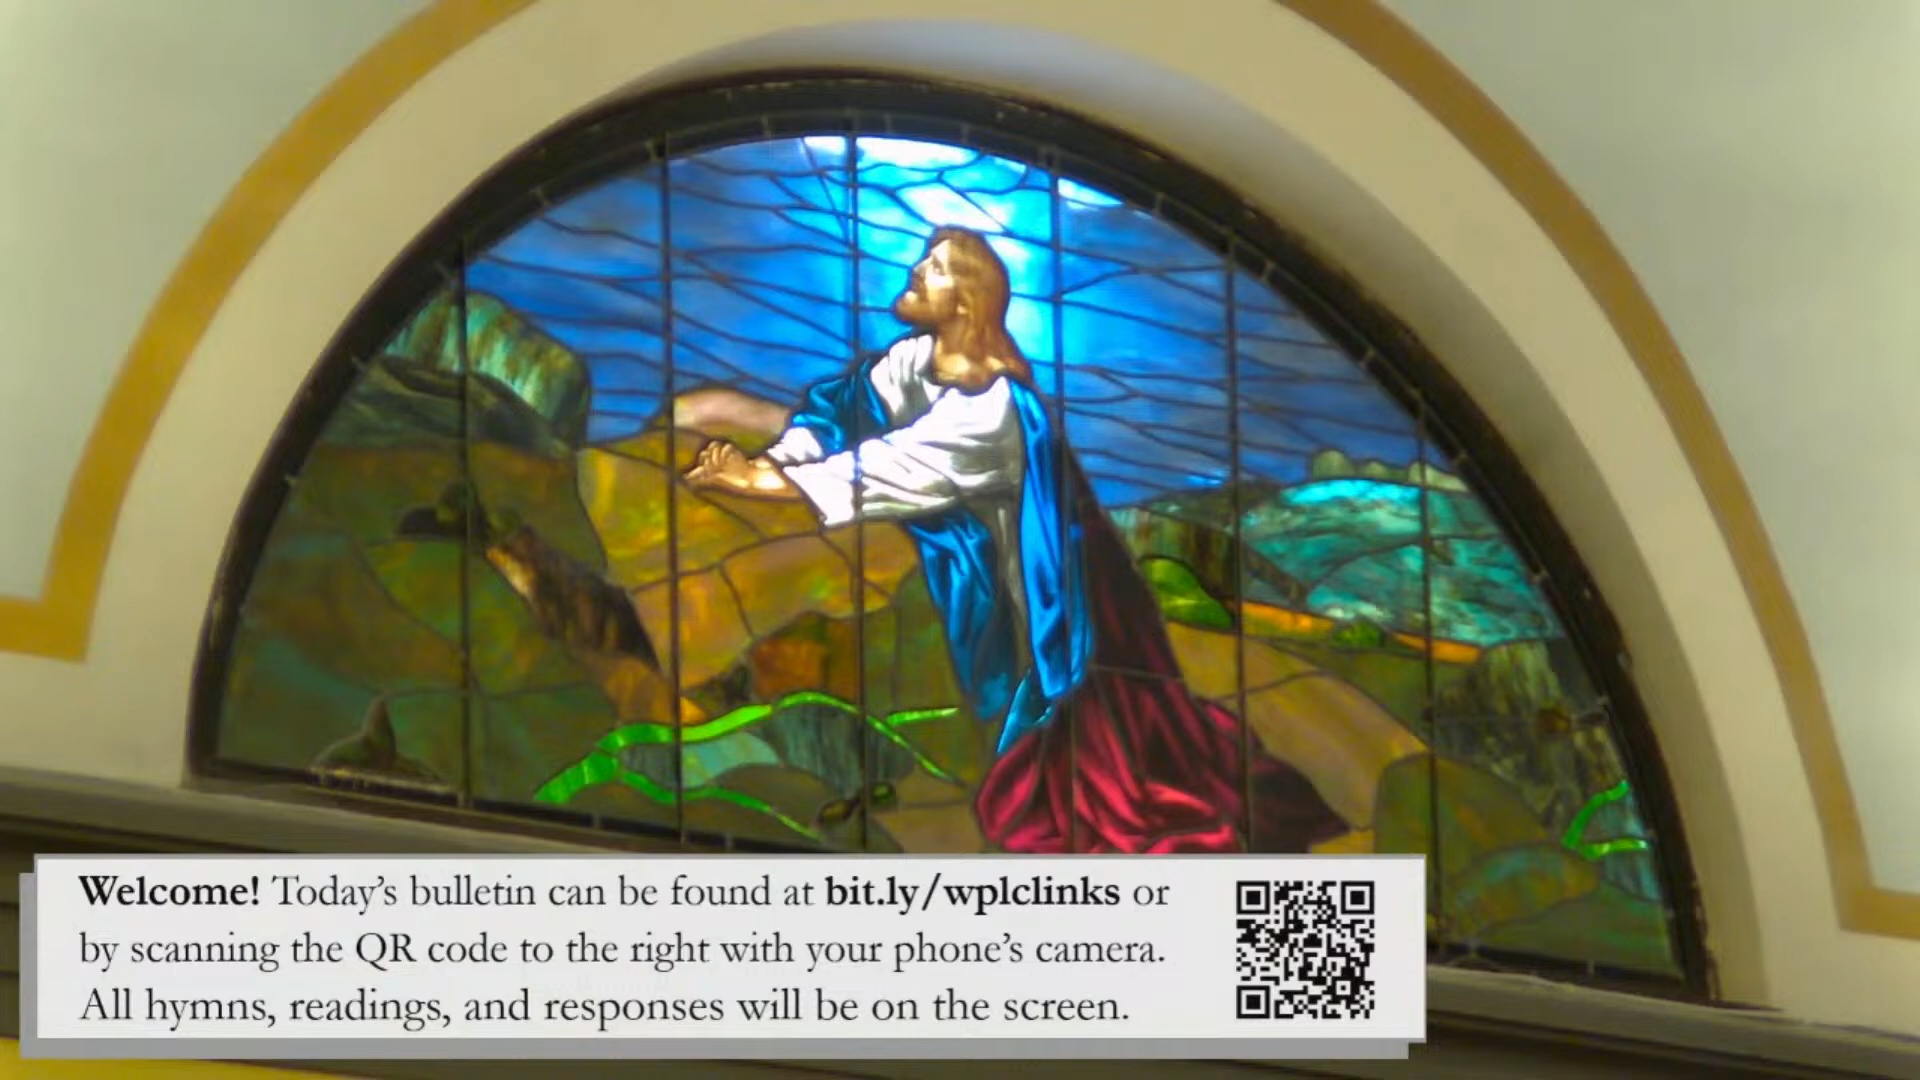 Welcome! Today's bulletin can be found at bit.ly/wplclinks or
by scanning the QR code to the right with your phone's camera.
All hymns, readings, and responses will be on the screen.